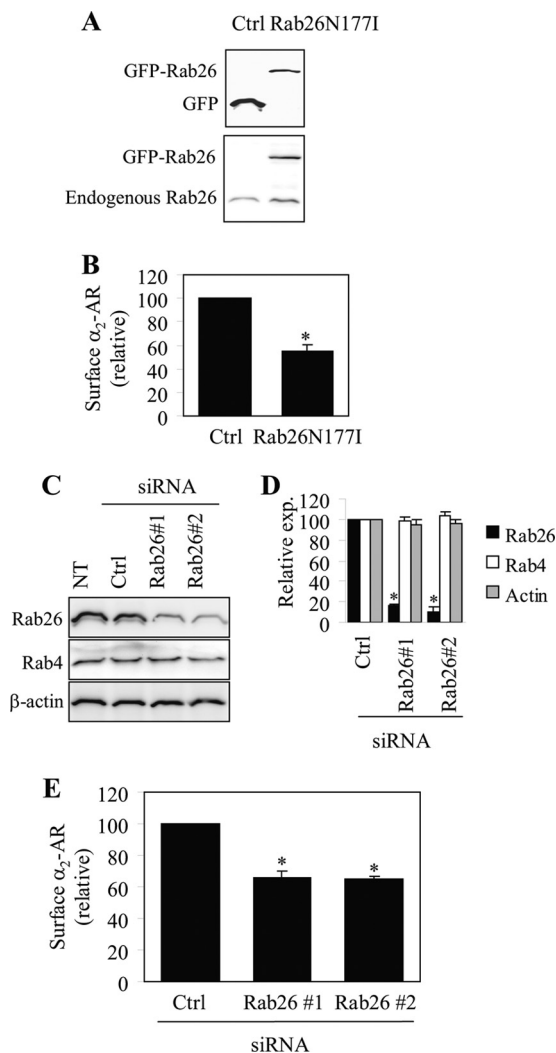 A
Ctrl Rab26N177I
GFP-Rab26
GFP
GFP-Rab26
Endogenous Rab26
B
Surface α₂-AR
(relative)
120
100
80
60
40
20
0
*
Ctrl Rab26N177I
C
siRNA
NT
Ctrl
Rab26#1
Rab26#2
Rab26
Rab4
β-actin
D
Relative exp.
120
100
80
60
40
20
0
*
*
Rab26
Rab4
Actin
Ctrl
Rab26#1
Rab26#2
siRNA
E
Surface α₂-AR
(relative)
120
100
80
60
40
20
0
*
*
Ctrl Rab26 #1 Rab26 #2
siRNA